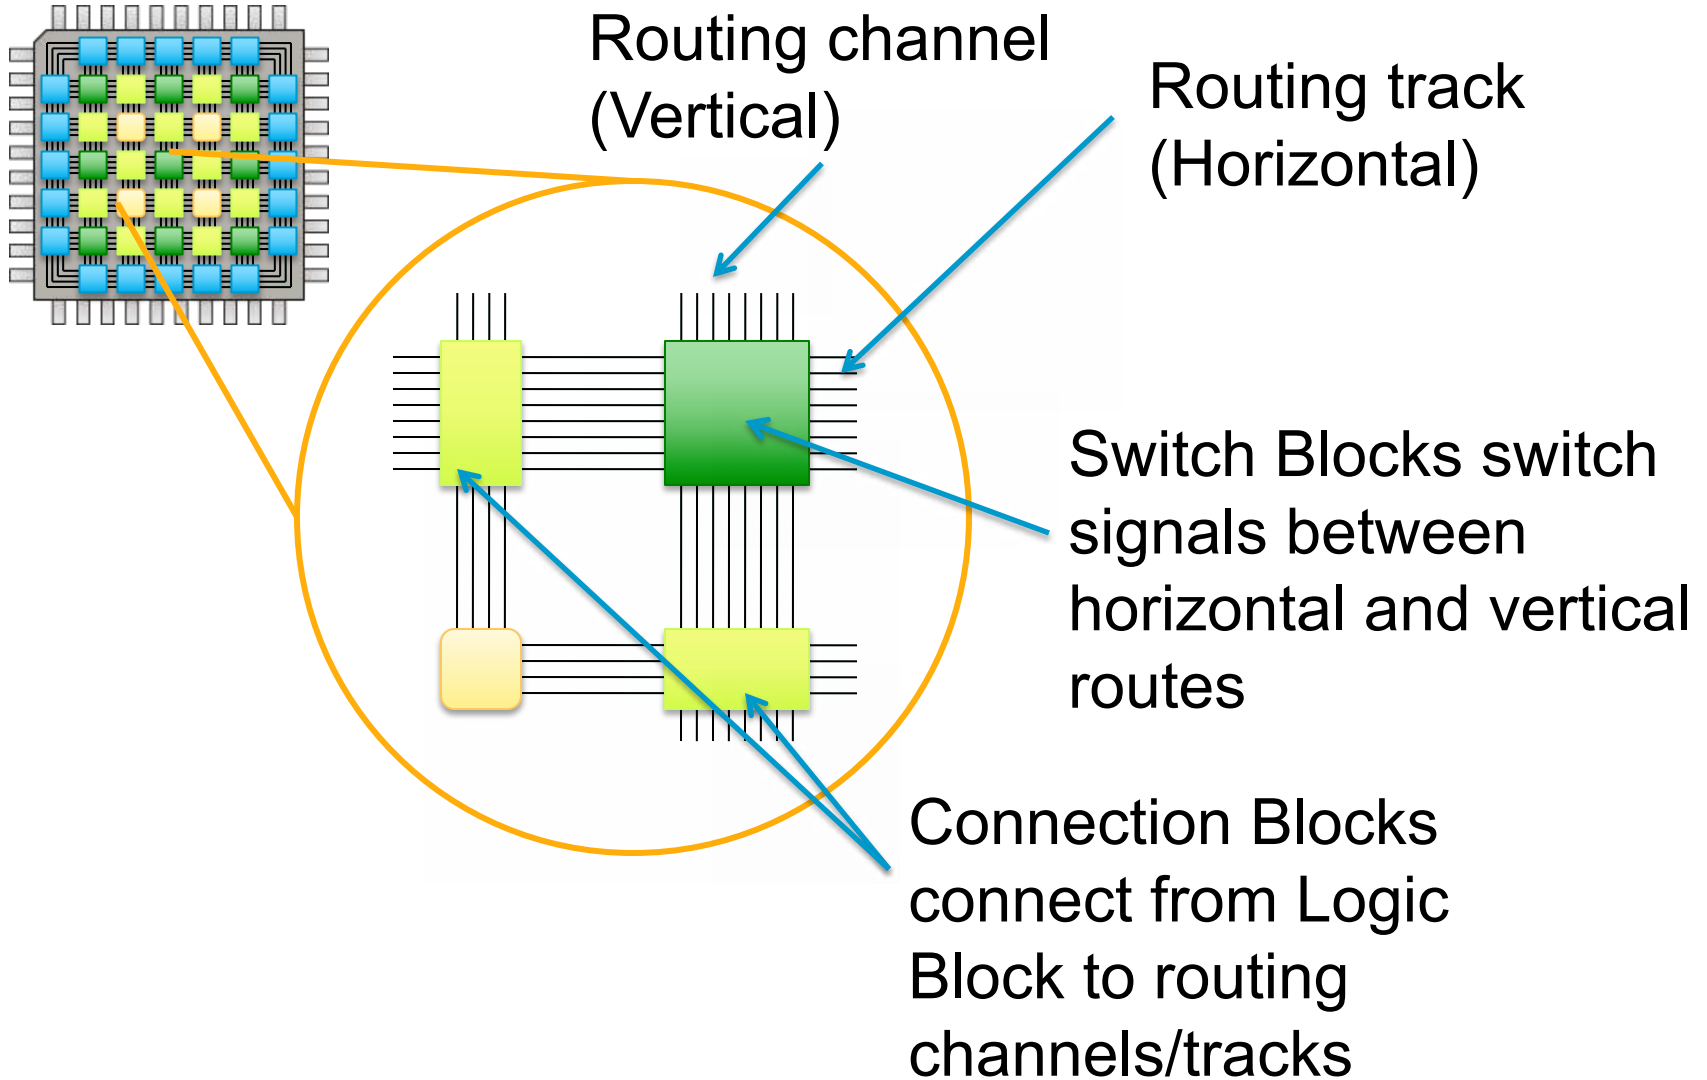 Routing channel
(Vertical)
Routing track
(Horizontal)
Switch Blocks switch
signals between
horizontal and vertical
routes
Connection Blocks
connect from Logic
Block to routing
channels/tracks